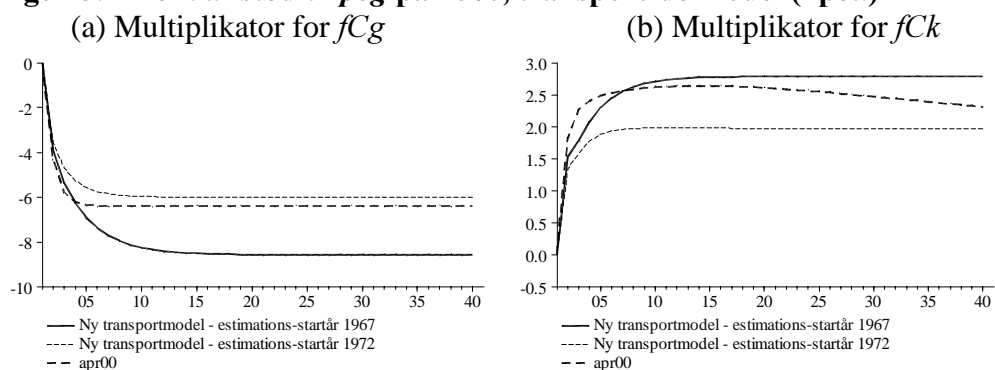 (a) Multiplikator for fCg
0
-2
-4
-6
-8
-10
05 10 15 20 25 30 35 40
Ny transportmodel - estimations-startår 1967
Ny transportmodel - estimations-startår 1972
apr00
(b) Multiplikator for fCk
3.0
2.5
2.0
1.5
1.0
0.5
0.0
-0.5
05 10 15 20 25 30 35 40
Ny transportmodel - estimations-startår 1967
Ny transportmodel - estimations-startår 1972
apr00